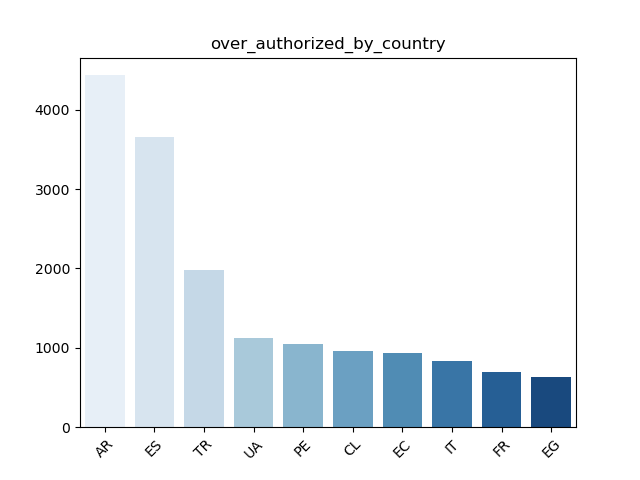 over_authorized_by_country
4000
3000
2000
1000
0
AR ES TR UA PE CL EC IT FR EG